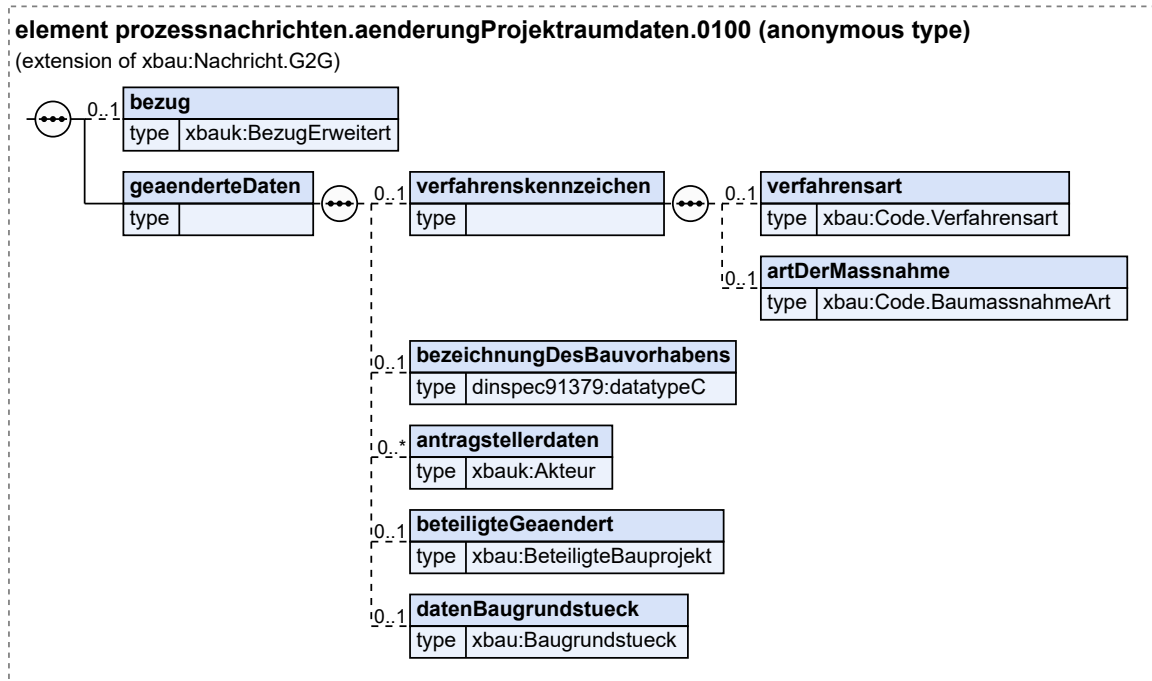 element prozessnachrichten.aenderungProjektraumdaten.0100 (anonymous type)
(extension of xbau:Nachricht.G2G)
0..1 bezug
type xbauk:BezugErweitert
geaenderteDaten
type
0..1 verfahrenskennzeichen
type
0..1 verfahrensart
type xbau:Code.Verfahrensart
0..1 artDerMassnahme
type xbau:Code.BaumassnahmeArt
0..1 bezeichnungDesBauvorhabens
type dinspec91379:datatypeC
0..* antragstellerdaten
type xbauk:Akteur
0..1 beteiligteGeaendert
type xbau:BeteiligteBauprojekt
0..1 datenBaugrundstueck
type xbau:Baugrundstueck